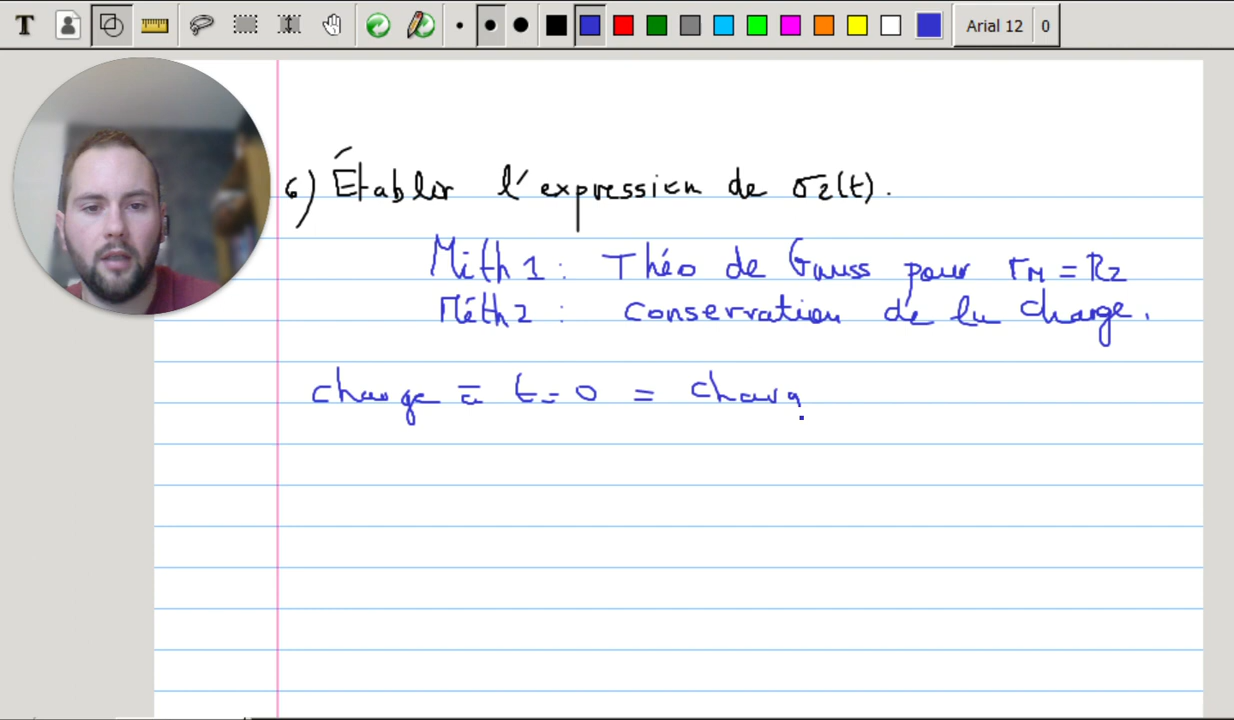 T Arial 12 0
6) Établir l'expression de σ2(t).
Méth 1 : Théo de Gauss pour rM = R2
Méth 2 : conservation de la charge.
charge à t=0 = charg